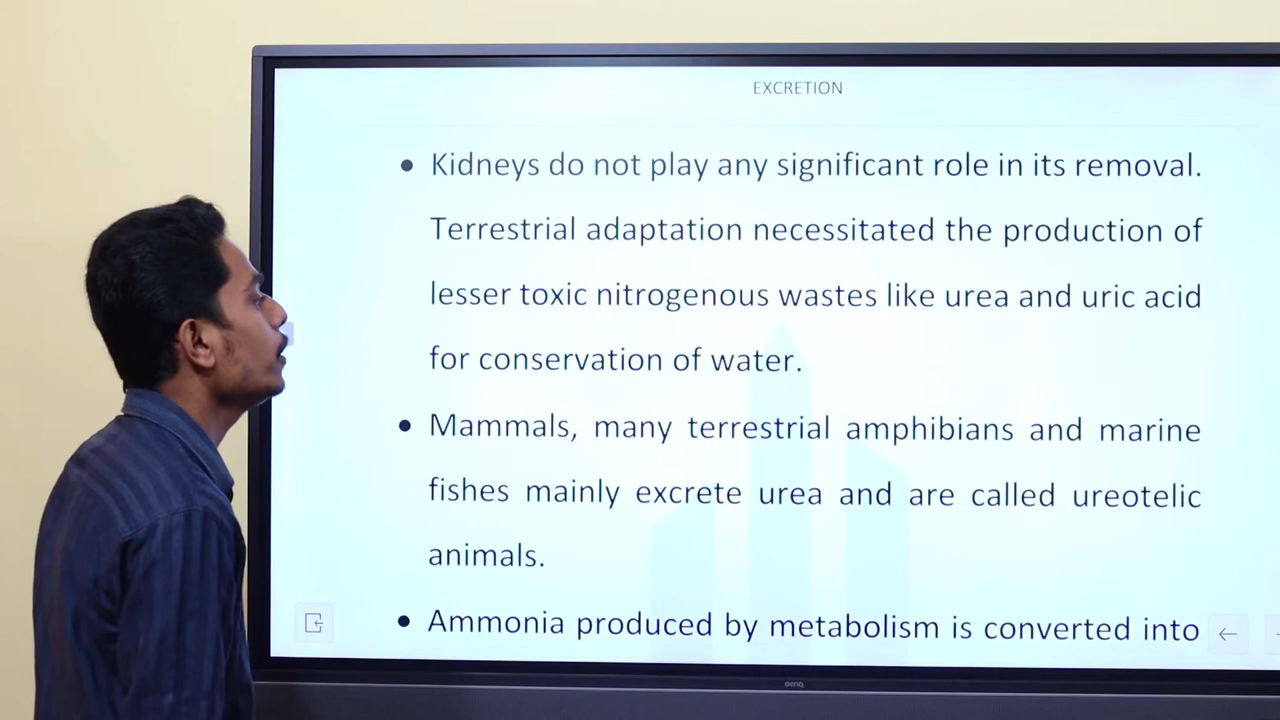 EXCRETION
• Kidneys do not play any significant role in its removal.
Terrestrial adaptation necessitated the production of
lesser toxic nitrogenous wastes like urea and uric acid
for conservation of water.
• Mammals, many terrestrial amphibians and marine
fishes mainly excrete urea and are called ureotelic
animals.
• Ammonia produced by metabolism is converted into
BenQ